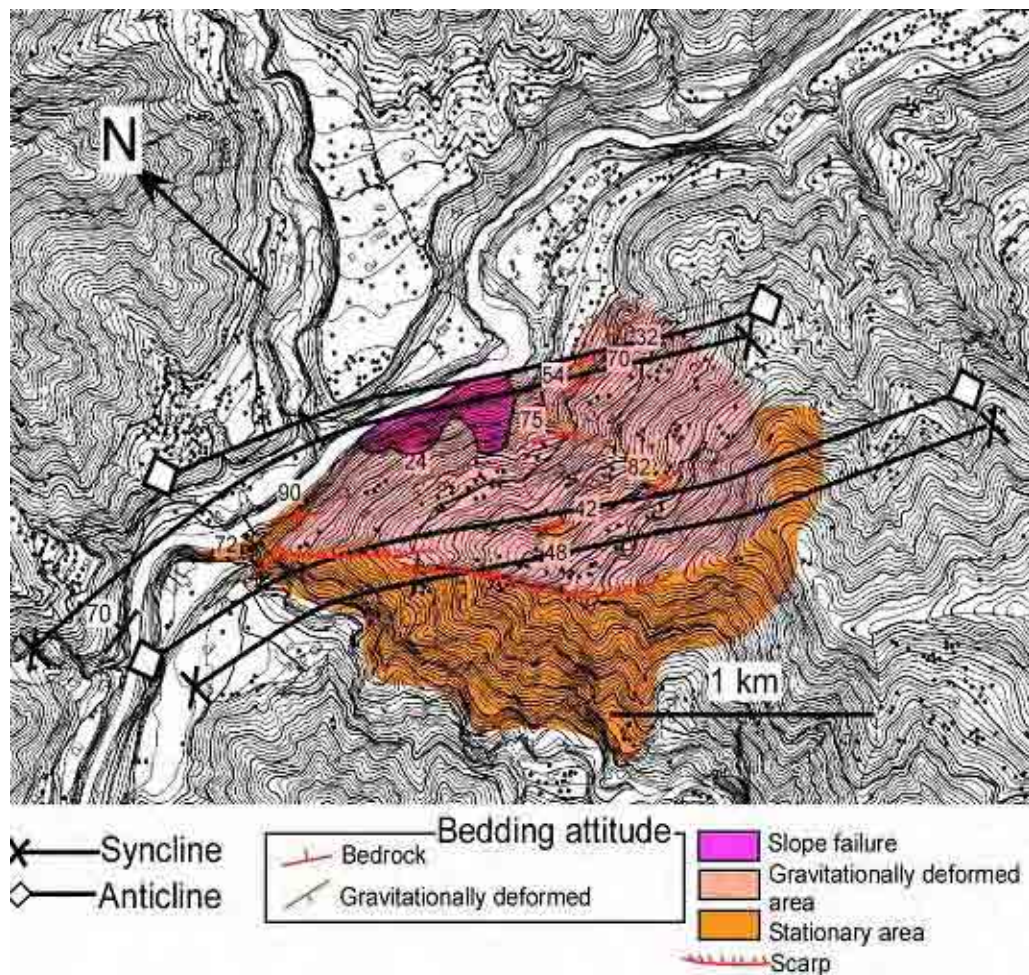 N
32
70
54
75
24
82
90
42
72
48
70
1 km
Syncline
Anticline
Bedding attitude
Bedrock
Gravitationally deformed
Slope failure
Gravitationally deformed
area
Stationary area
Scarp